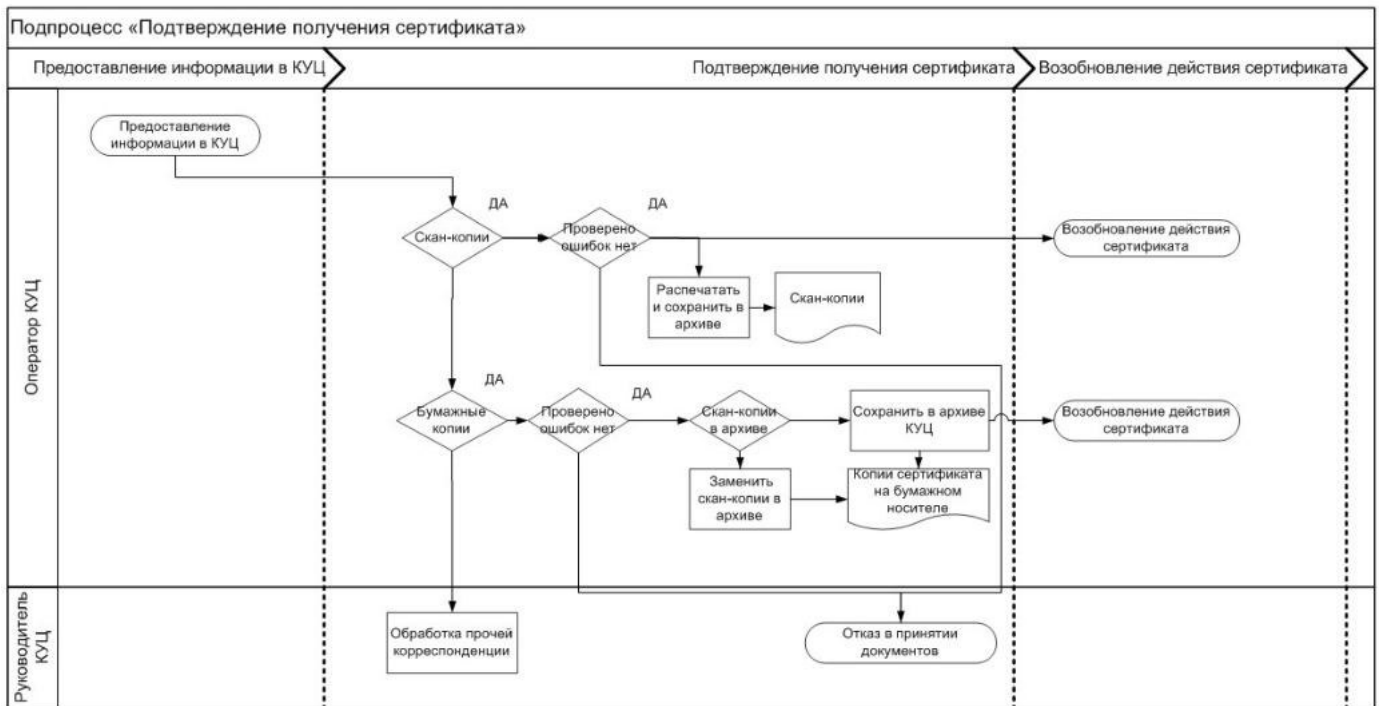 Подпроцесс «Подтверждение получения сертификата»
Предоставление информации в КУЦ
Подтверждение получения сертификата
Возобновление действия сертификата
Оператор КУЦ
Предоставление
информации в КУЦ
Скан-копии
ДА
Проверено
ошибок нет
ДА
Возобновление действия
сертификата
Распечатать
и сохранить в
архиве
Скан-копии
Бумажные
копии
ДА
Проверено
ошибок нет
ДА
Скан-копии
в архиве
Сохранить в архиве
КУЦ
Возобновление действия
сертификата
Заменить
скан-копии в
архиве
Копии сертификата
на бумажном
носителе
Руководитель
КУЦ
Обработка прочей
корреспонденции
Отказ в принятии
документов